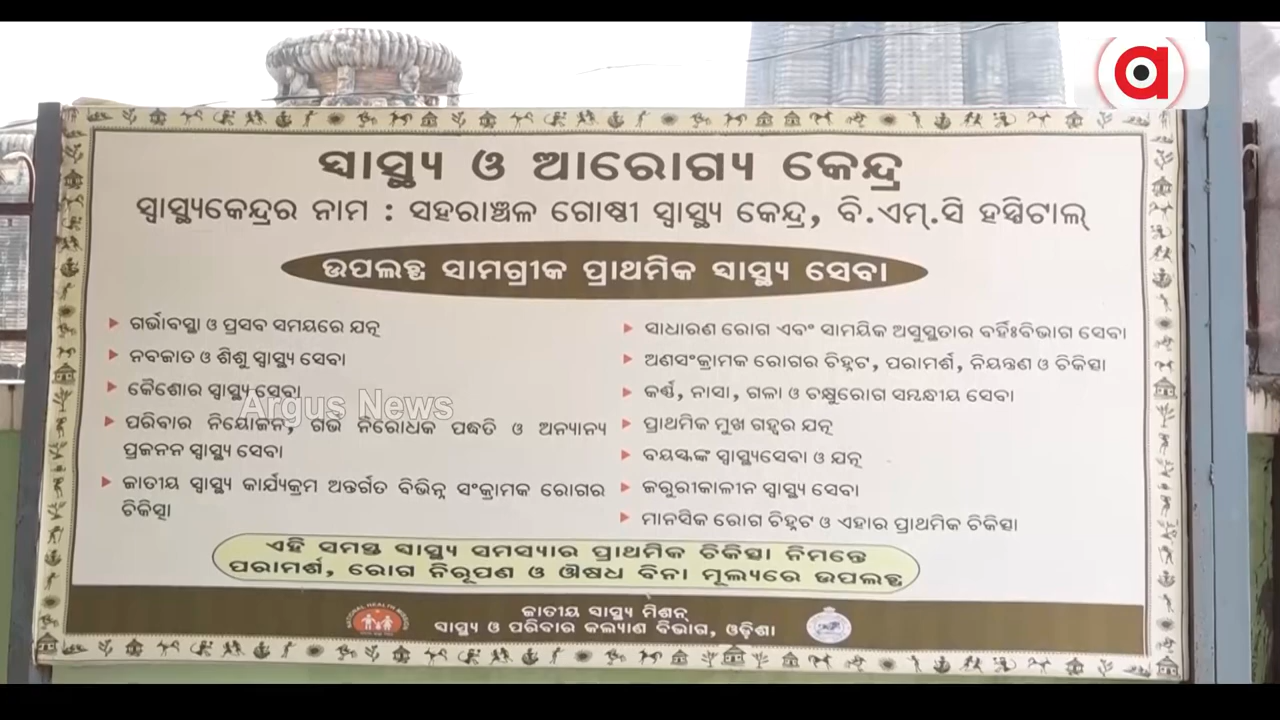 ସ୍ୱାସ୍ଥ୍ୟ ଓ ଆରୋଗ୍ୟ କେନ୍ଦ୍ର
ସ୍ୱାସ୍ଥ୍ୟକେନ୍ଦ୍ରର ନାମ : ସହରାଞ୍ଚଳ ଗୋଷ୍ଠୀ ସ୍ୱାସ୍ଥ୍ୟ କେନ୍ଦ୍ର, ବି.ଏମ୍.ସି ହସ୍ପିଟାଲ୍
ଉପଲବ୍ଧ ସାମଗ୍ରୀକ ପ୍ରାଥମିକ ସ୍ୱାସ୍ଥ୍ୟ ସେବା
ଗର୍ଭାବସ୍ଥା ଓ ପ୍ରସବ ସମୟରେ ଯତ୍ନ
ନବଜାତ ଓ ଶିଶୁ ସ୍ୱାସ୍ଥ୍ୟ ସେବା
କୈଶୋର ସ୍ୱାସ୍ଥ୍ୟ ସେବା
ପରିବାର ନିୟୋଜନ, ଗର୍ଭ ନିରୋଧକ ପଦ୍ଧତି ଓ ଅନ୍ୟାନ୍ୟ
ପ୍ରଜନନ ସ୍ୱାସ୍ଥ୍ୟ ସେବା
ଜାତୀୟ ସ୍ୱାସ୍ଥ୍ୟ କାର୍ଯ୍ୟକ୍ରମ ଅନ୍ତର୍ଗତ ବିଭିନ୍ନ ସଂକ୍ରାମକ ରୋଗର
ଚିକିତ୍ସା
ସାଧାରଣ ରୋଗ ଏବଂ ସାମୟିକ ଅସୁସ୍ଥତାର ବର୍ହିଃବିଭାଗ ସେବା
ଅଣସଂକ୍ରାମକ ରୋଗର ଚିହ୍ନଟ, ପରାମର୍ଶ, ନିୟନ୍ତ୍ରଣ ଓ ଚିକିତ୍ସା
କର୍ଣ୍ଣ, ନାସା, ଗଳା ଓ ଚକ୍ଷୁରୋଗ ସମ୍ବନ୍ଧୀୟ ସେବା
ପ୍ରାଥମିକ ମୁଖ ଗହ୍ୱର ଯତ୍ନ
ବୟସ୍କଙ୍କ ସ୍ୱାସ୍ଥ୍ୟସେବା ଓ ଯତ୍ନ
ଜରୁରୀକାଳୀନ ସ୍ୱାସ୍ଥ୍ୟ ସେବା
ମାନସିକ ରୋଗ ଚିହ୍ନଟ ଓ ଏହାର ପ୍ରାଥମିକ ଚିକିତ୍ସା
ଏହି ସମସ୍ତ ସ୍ୱାସ୍ଥ୍ୟ ସମସ୍ୟାର ପ୍ରାଥମିକ ଚିକିତ୍ସା ନିମନ୍ତେ
ପରାମର୍ଶ, ରୋଗ ନିରୂପଣ ଓ ଔଷଧ ବିନା ମୂଲ୍ୟରେ ଉପଲବ୍ଧ
ଜାତୀୟ ସ୍ୱାସ୍ଥ୍ୟ ମିଶନ୍
ସ୍ୱାସ୍ଥ୍ୟ ଓ ପରିବାର କଲ୍ୟାଣ ବିଭାଗ, ଓଡ଼ିଶା
NATIONAL HEALTH MISSION
Argus News
a